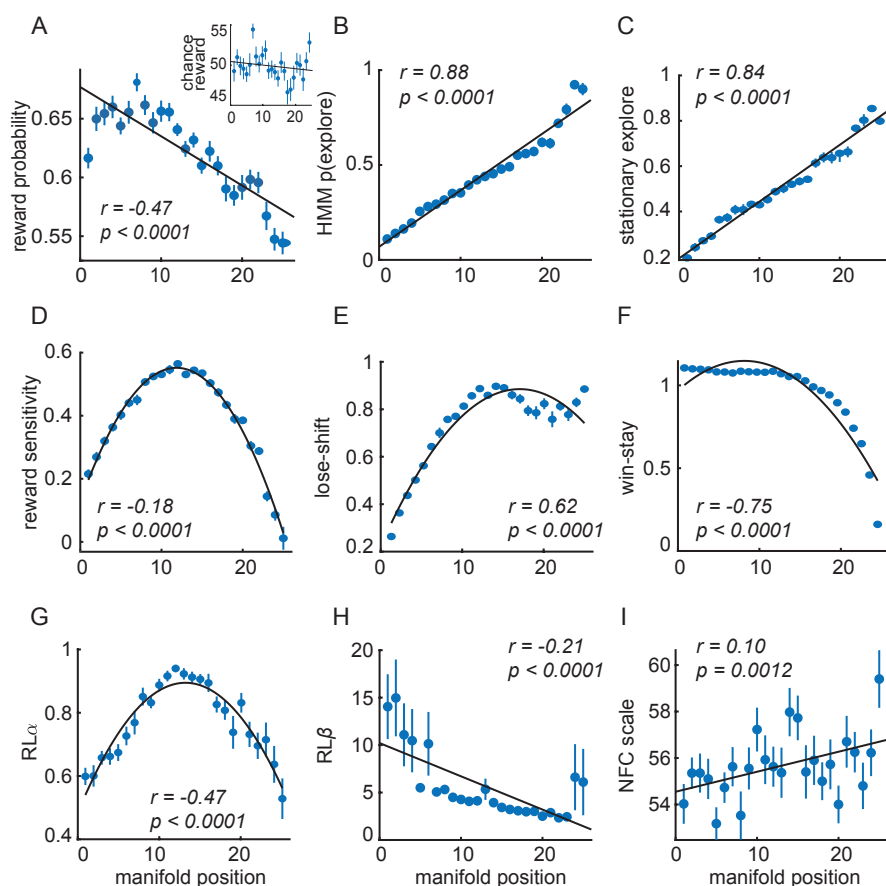 A
reward probability
0.65
0.6
0.55
0
10
20
r = -0.47
p < 0.0001
chance
reward
55
50
45
0
10
20
B
HMM p(explore)
1
0.5
0
0
10
20
r = 0.88
p < 0.0001
C
stationary explore
1
0.8
0.6
0.4
0.2
0
10
20
r = 0.84
p < 0.0001
D
reward sensitivity
0.6
0.4
0.2
0
0
10
20
r = -0.18
p < 0.0001
E
lose-shift
1
0.8
0.6
0.4
0.2
0
10
20
r = 0.62
p < 0.0001
F
win-stay
1
0.5
0
0
10
20
r = -0.75
p < 0.0001
G
RLα
1
0.8
0.6
0.4
0
10
20
manifold position
r = -0.47
p < 0.0001
H
RLβ
20
15
10
5
0
0
10
20
manifold position
r = -0.21
p < 0.0001
I
NFC scale
60
58
56
54
0
10
20
manifold position
r = 0.10
p = 0.0012